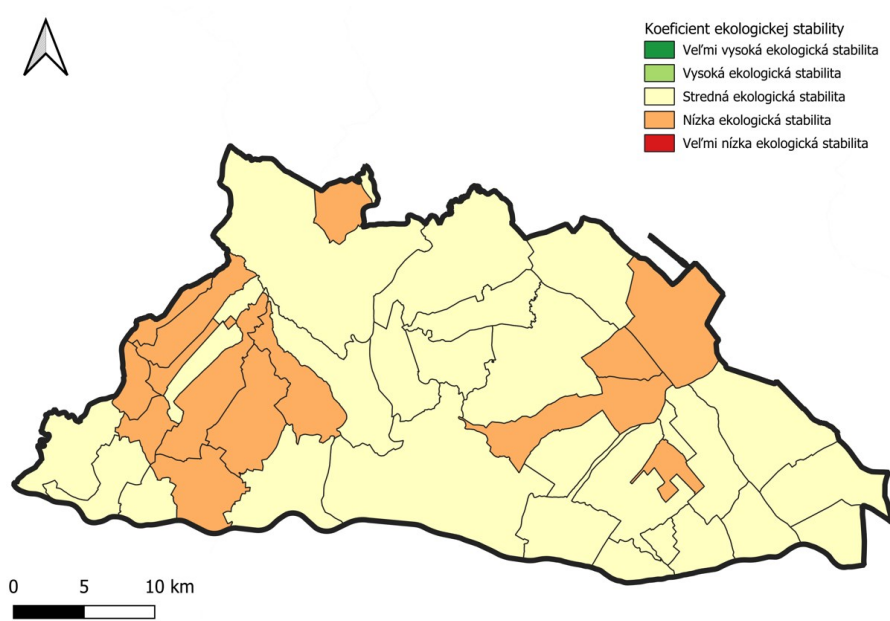 Koeficient ekologickej stability
Veľmi vysoká ekologická stabilita
Vysoká ekologická stabilita
Stredná ekologická stabilita
Nízka ekologická stabilita
Veľmi nízka ekologická stabilita
0 5 10 km